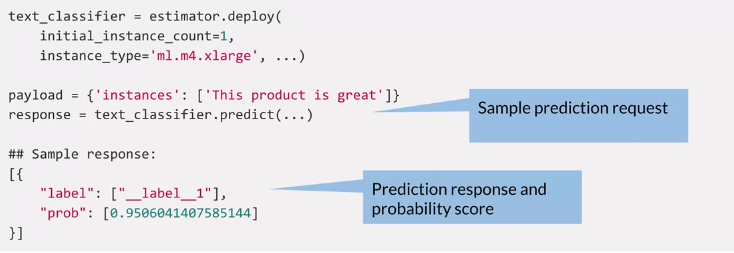 text_classifier = estimator.deploy(
    initial_instance_count=1,
    instance_type='ml.m4.xlarge', ...)
payload = {'instances': ['This product is great']}
response = text_classifier.predict(...)
Sample prediction request
## Sample response:
[{
    "label": ["__label__1"],
    "prob": [0.9506041407585144]
}]
Prediction response and
probability score